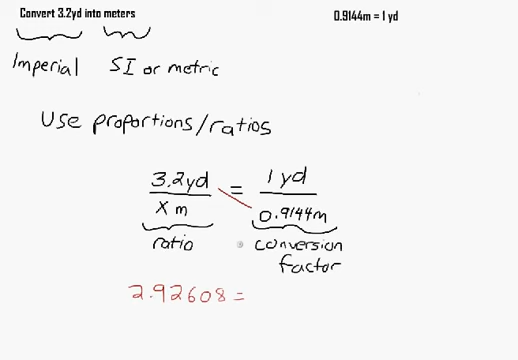 Convert 3.2yd into meters
0.9144m = 1 yd
Imperial SI or metric
Use proportions/ratios
3.2yd = 1 yd
x m 0.9144m
ratio conversion
factor
2.92608 =